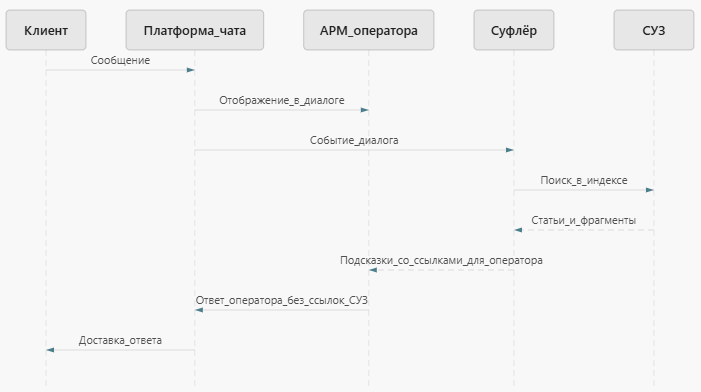 Клиент
Платформа_чата
АРМ_оператора
Суфлёр
СУЗ
Сообщение
Отображение_в_диалоге
Событие_диалога
Поиск_в_индексе
Статьи_и_фрагменты
Подсказки_со_ссылками_для_оператора
Ответ_оператора_без_ссылок_СУЗ
Доставка_ответа